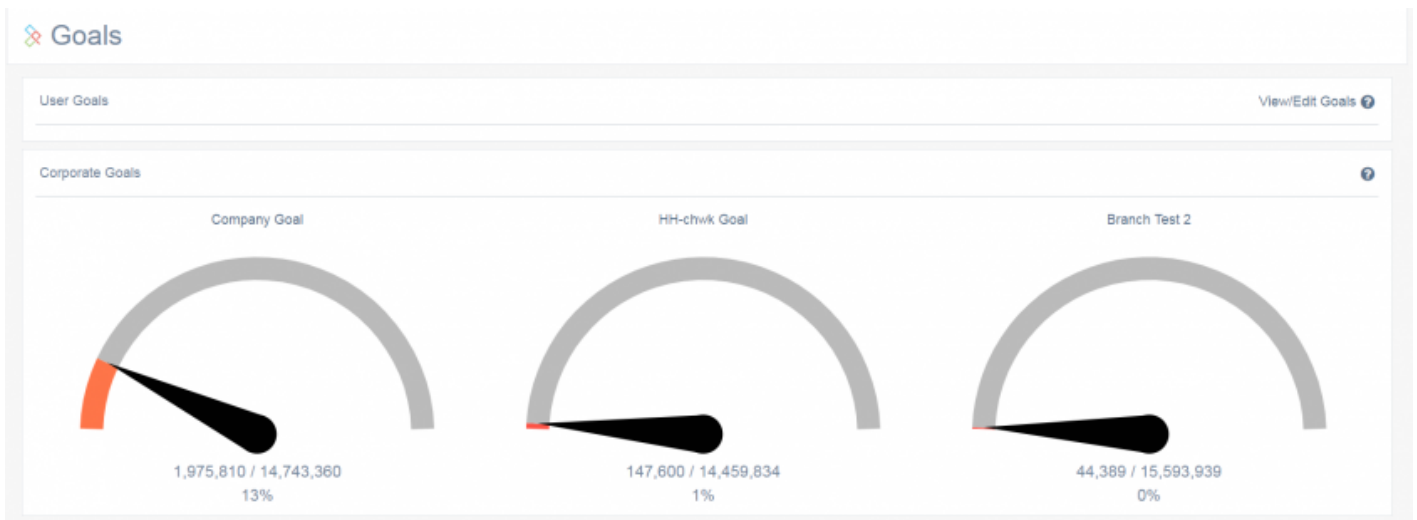 Goals
User Goals
View/Edit Goals ?
Corporate Goals
?
Company Goal
HH-chwk Goal
Branch Test 2
1,975,810 / 14,743,360
147,600 / 14,459,834
44,389 / 15,593,939
13%
1%
0%